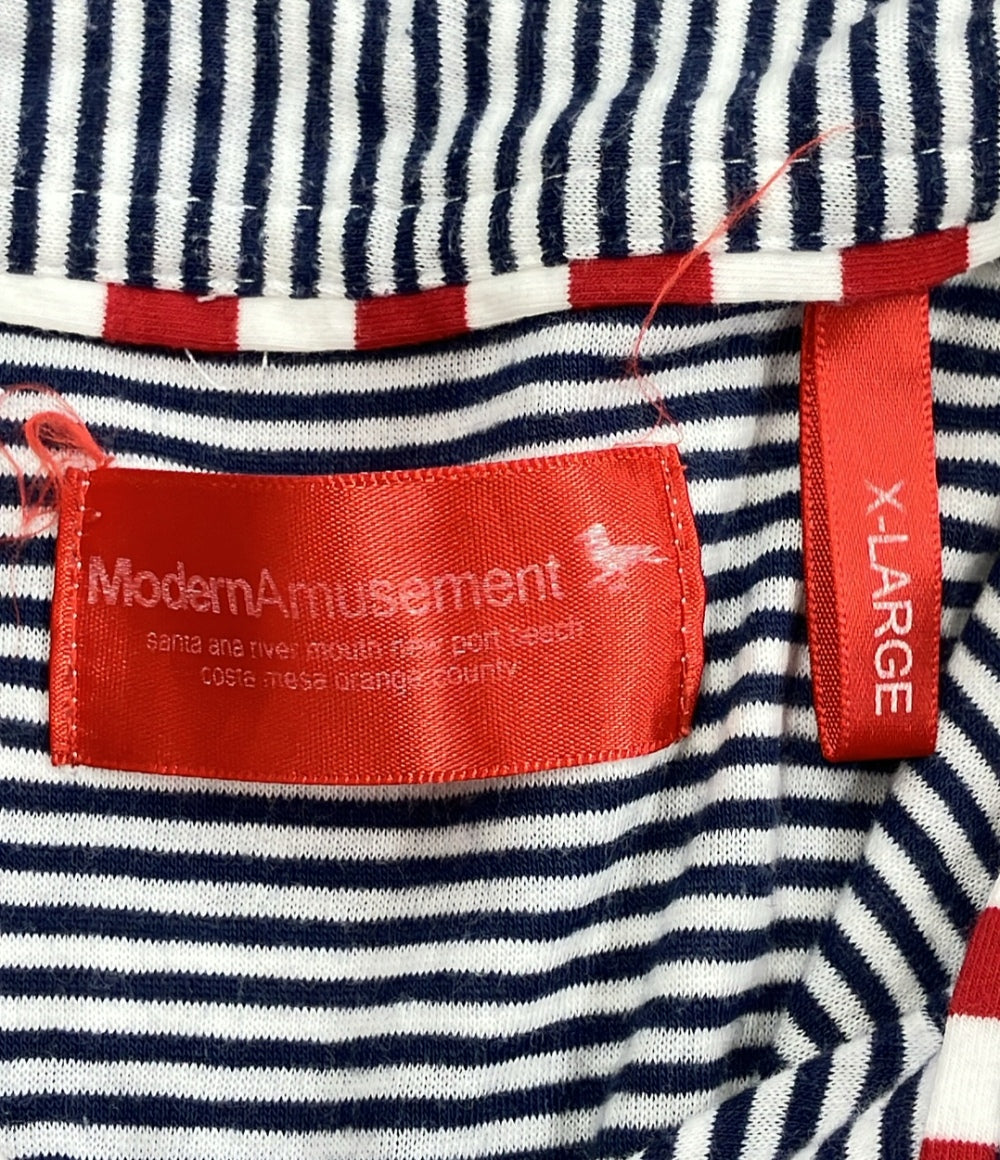 ModernAmusement
santa ana river mouth new port beach
costa mesa orange county
X-LARGE